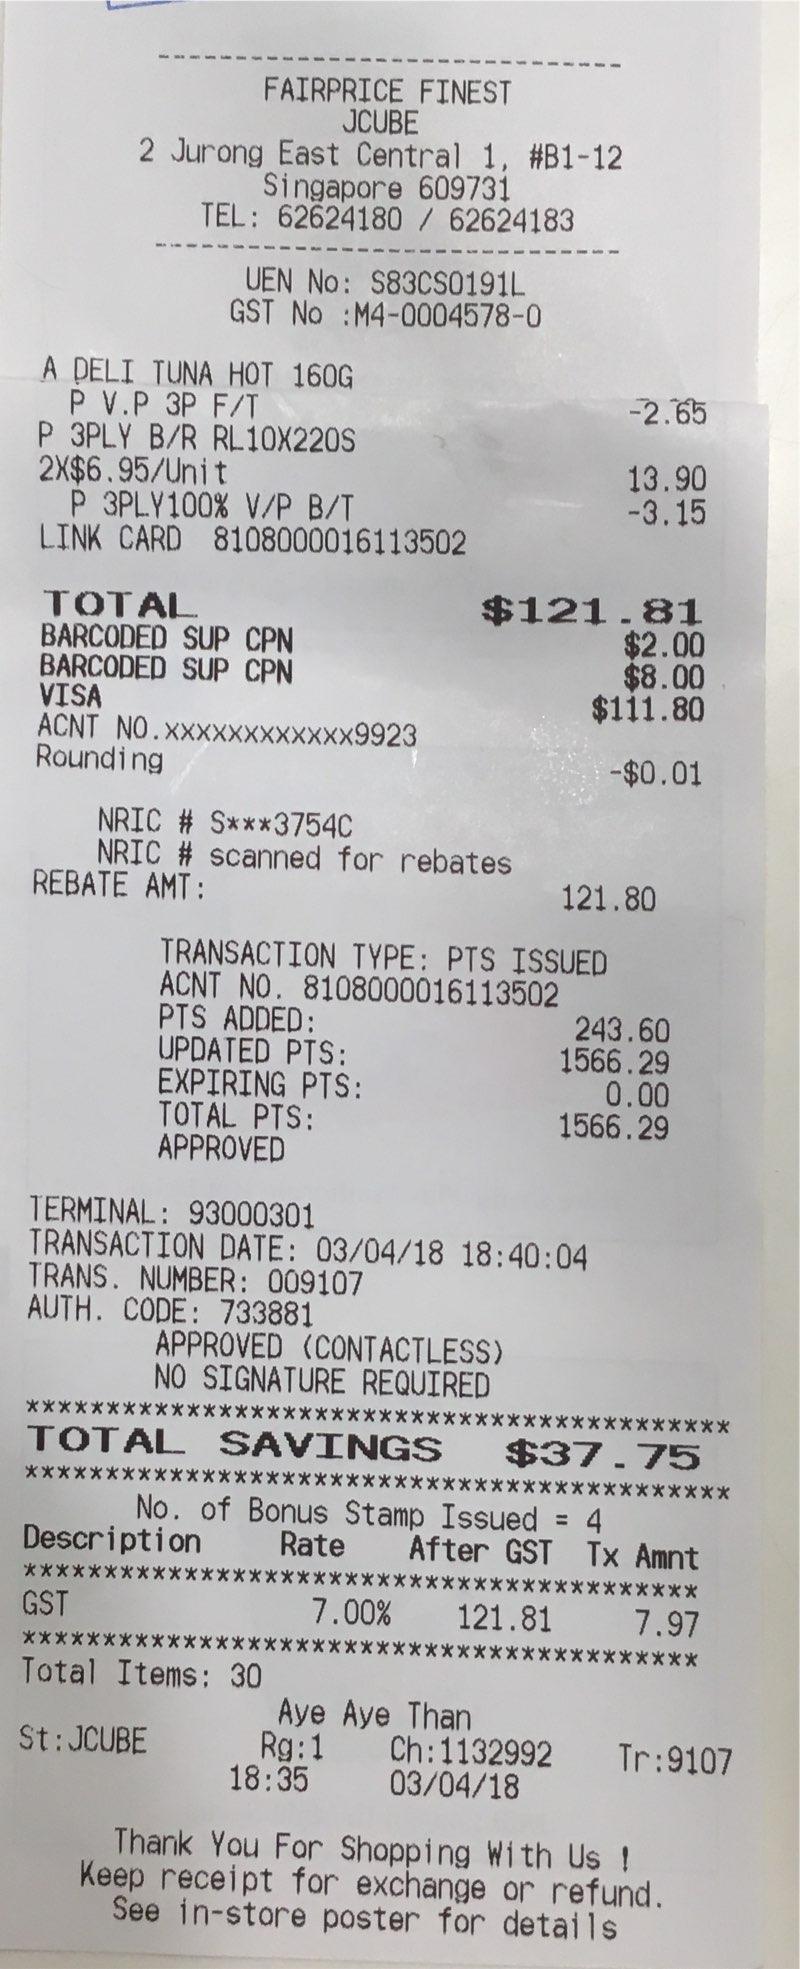 FAIRPRICE FINEST
JCUBE
2 Jurong East Central 1, #B1-12
Singapore 609731
TEL: 62624180 / 62624183
UEN No: S83CS0191L
GST No :M4-0004578-0
A DELI TUNA HOT 160G
P V.P 3P F/T -2.65
P 3PLY B/R RL10X220S
2X$6.95/Unit 13.90
P 3PLY100% V/P B/T -3.15
LINK CARD 8108000016113502
TOTAL $121.81
BARCODED SUP CPN $2.00
BARCODED SUP CPN $8.00
VISA $111.80
ACNT NO.xxxxxxxxxxxx9923
Rounding -$0.01
NRIC # S***3754C
NRIC # scanned for rebates
REBATE AMT: 121.80
TRANSACTION TYPE: PTS ISSUED
ACNT NO. 8108000016113502
PTS ADDED: 243.60
UPDATED PTS: 1566.29
EXPIRING PTS: 0.00
TOTAL PTS: 1566.29
APPROVED
TERMINAL: 93000301
TRANSACTION DATE: 03/04/18 18:40:04
TRANS. NUMBER: 009107
AUTH. CODE: 733881
APPROVED (CONTACTLESS)
NO SIGNATURE REQUIRED
********************************************
TOTAL SAVINGS $37.75
********************************************
No. of Bonus Stamp Issued = 4
Description Rate After GST Tx Amnt
******************************************
GST 7.00% 121.81 7.97
******************************************
Total Items: 30
Aye Aye Than
St:JCUBE Rg:1 Ch:1132992 Tr:9107
18:35 03/04/18
Thank You For Shopping With Us !
Keep receipt for exchange or refund.
See in-store poster for details